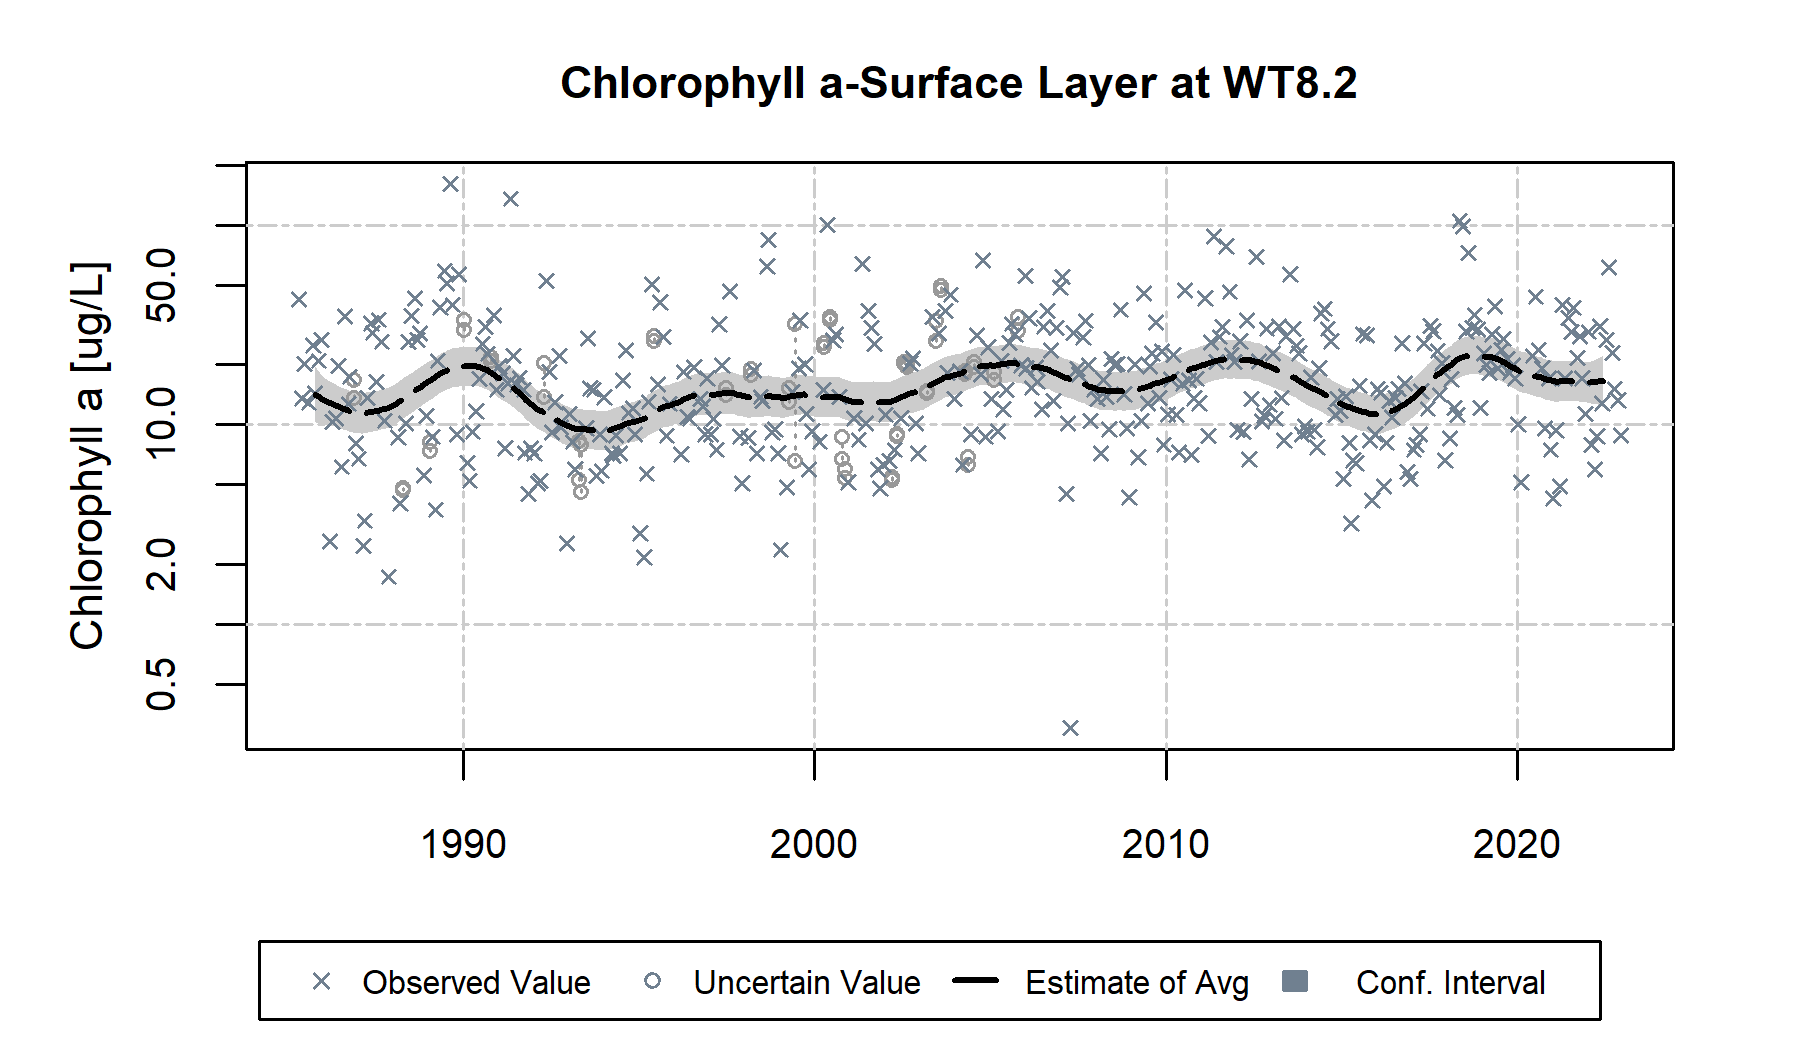 Chlorophyll a-Surface Layer at WT8.2
Chlorophyll a [ug/L]
50.0
10.0
2.0
0.5
1990 2000 2010 2020
Observed Value Uncertain Value Estimate of Avg Conf. Interval